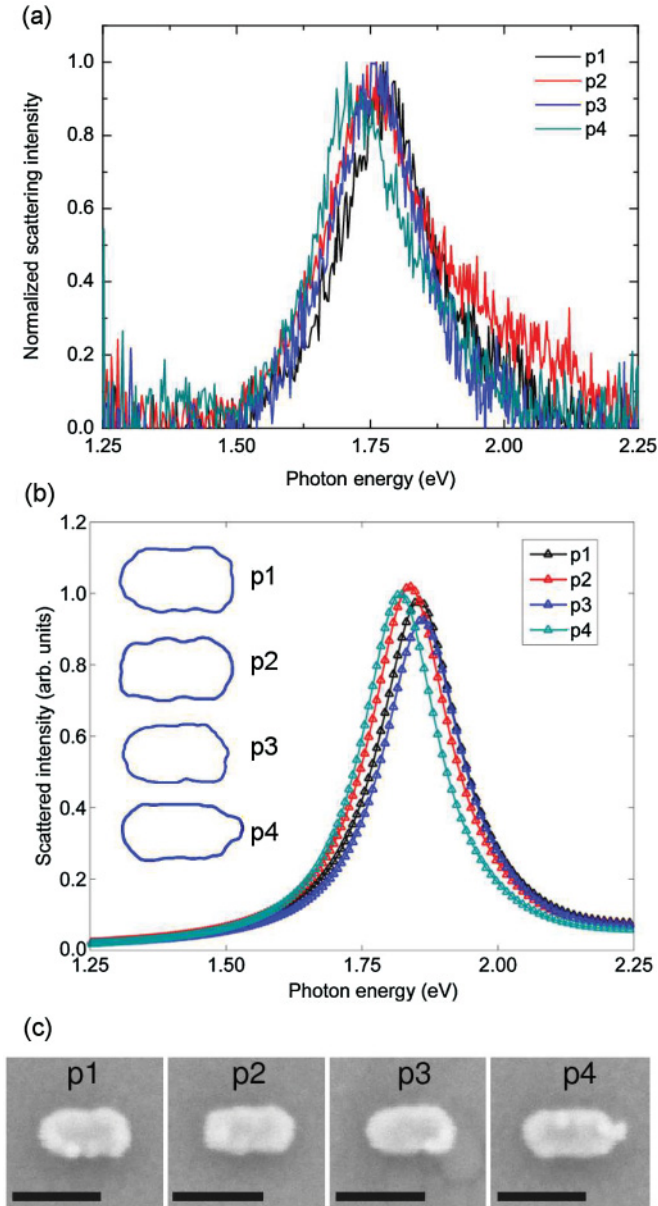 (a)
Normalized scattering intensity
1.0
0.8
0.6
0.4
0.2
0.0
p1
p2
p3
p4
1.25
1.50
1.75
2.00
2.25
Photon energy (eV)
(b)
Scattered intensity (arb. units)
1.2
1.0
0.8
0.6
0.4
0.2
0.0
p1
p2
p3
p4
p1
p2
p3
p4
1.25
1.50
1.75
2.00
2.25
Photon energy (eV)
(c)
p1
p2
p3
p4